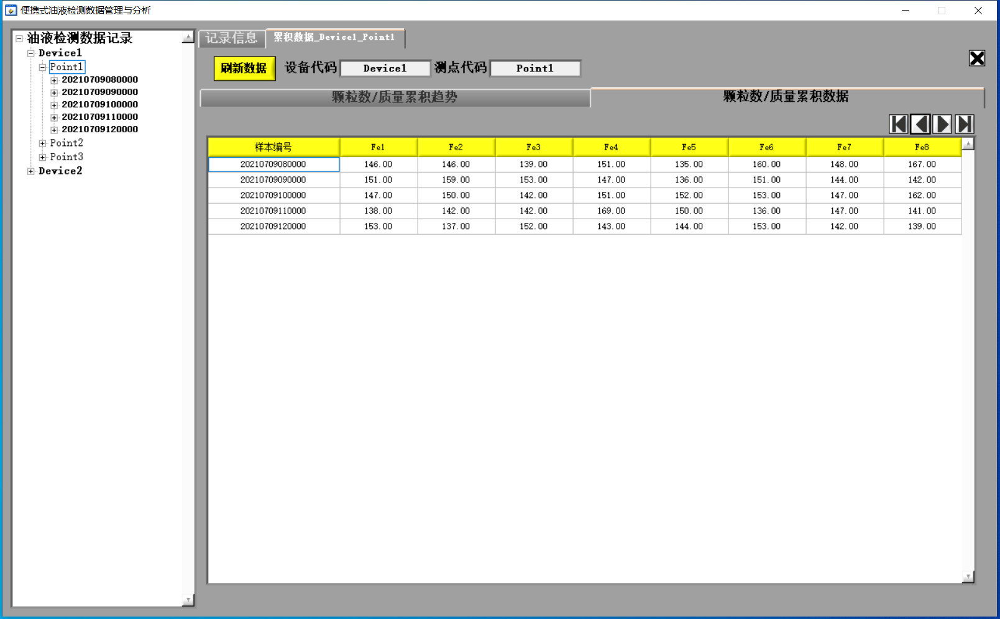 便携式油液检测数据管理与分析
油液检测数据记录
Device1
Point1
20210709080000
20210709090000
20210709100000
20210709110000
20210709120000
Point2
Point3
Device2
记录信息 累积数据_Device1_Point1
刷新数据 设备代码 Device1 测点代码 Point1
颗粒数/质量累积趋势 颗粒数/质量累积数据
样本编号 Fe1 Fe2 Fe3 Fe4 Fe5 Fe6 Fe7 Fe8
20210709080000 146.00 146.00 139.00 151.00 135.00 160.00 148.00 167.00
20210709090000 151.00 159.00 153.00 147.00 136.00 151.00 144.00 142.00
20210709100000 147.00 150.00 142.00 151.00 152.00 153.00 147.00 162.00
20210709110000 138.00 142.00 142.00 169.00 150.00 136.00 147.00 141.00
20210709120000 153.00 137.00 152.00 143.00 144.00 153.00 142.00 139.00